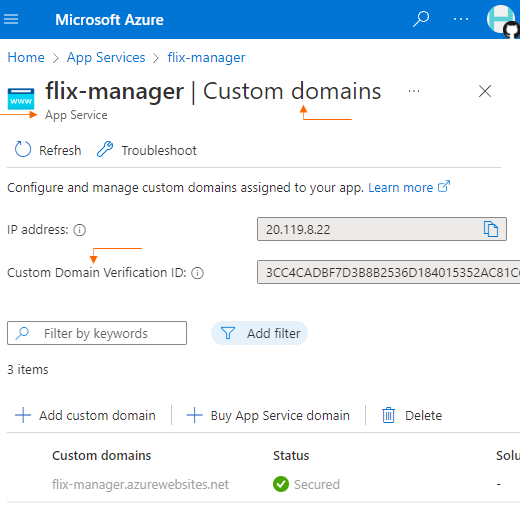 Microsoft Azure
Home > App Services > flix-manager
flix-manager | Custom domains ...
www
App Service
Refresh Troubleshoot
Configure and manage custom domains assigned to your app. Learn more
IP address: 20.119.8.22
Custom Domain Verification ID: 3CC4CADBF7D3B8B2536D184015352AC81C
Filter by keywords Add filter
3 items
Add custom domain Buy App Service domain Delete
Custom domains Status Solu
flix-manager.azurewebsites.net Secured -